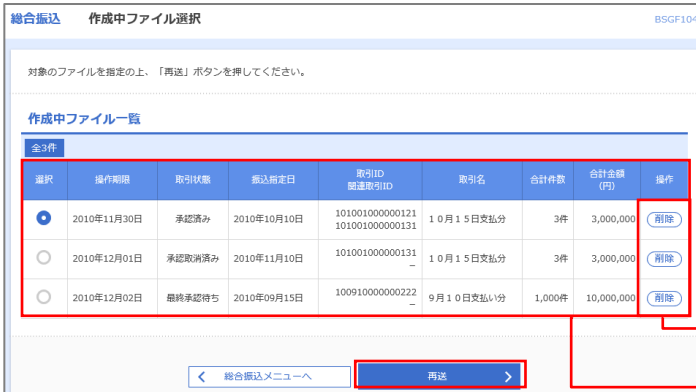 総合振込 作成中ファイル選択 BSGF104
対象のファイルを指定の上、「再送」ボタンを押してください。
作成中ファイル一覧
全3件
選択 操作期限 取引状態 振込指定日 取引ID 取引名 合計件数 合計金額 操作
関連取引ID (円)
2010年11月30日 承認済み 2010年10月10日 101001000000121 10月15日支払分 3件 3,000,000 削除
101001000000131
2010年12月01日 承認取消済み 2010年11月10日 101001000000131 10月15日支払分 3件 3,000,000 削除
–
2010年12月02日 最終承認待ち 2010年09月15日 100910000000222 9月10日支払い分 1,000件 10,000,000 削除
–
総合振込メニューへ 再送